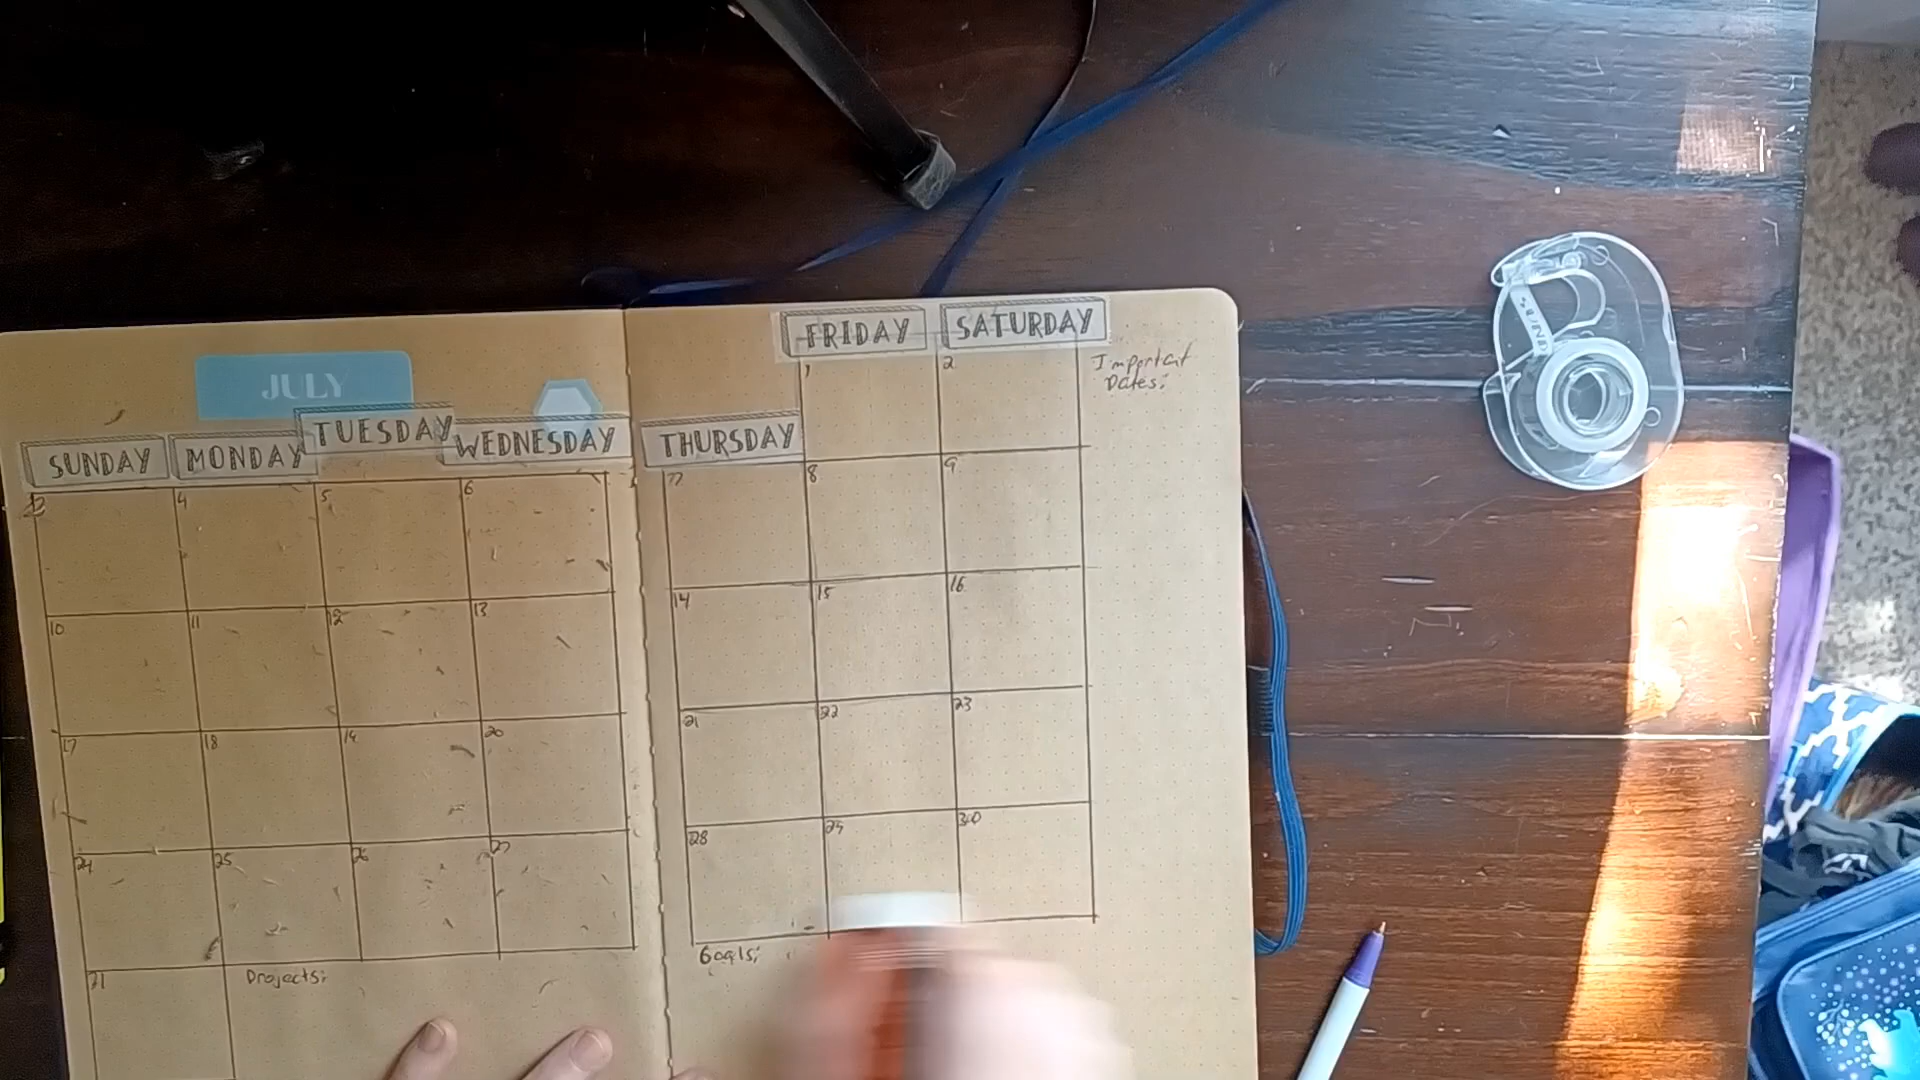 JULY
SUNDAY MONDAY TUESDAY WEDNESDAY THURSDAY FRIDAY SATURDAY
1 2
Important
Dates:
3 4 5 6 7 8 9
10 11 12 13 14 15 16
17 18 19 20 21 22 23
24 25 26 27 28 29 30
31
Projects:
Goals: